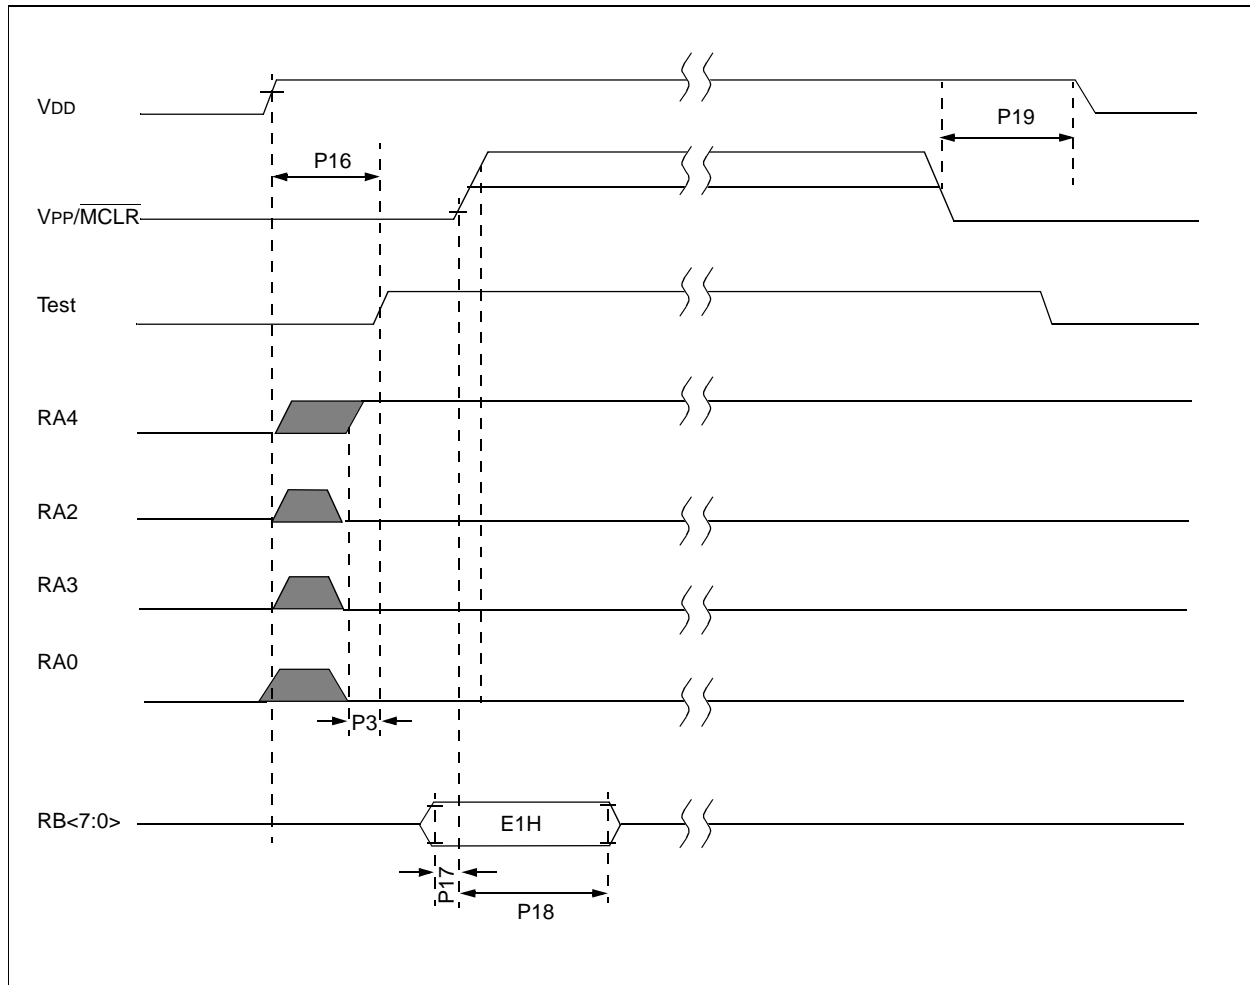 VDD
P19
P16
VPP/MCLR
Test
RA4
RA2
RA3
RA0
P3
RB<7:0>
E1H
P17
P18